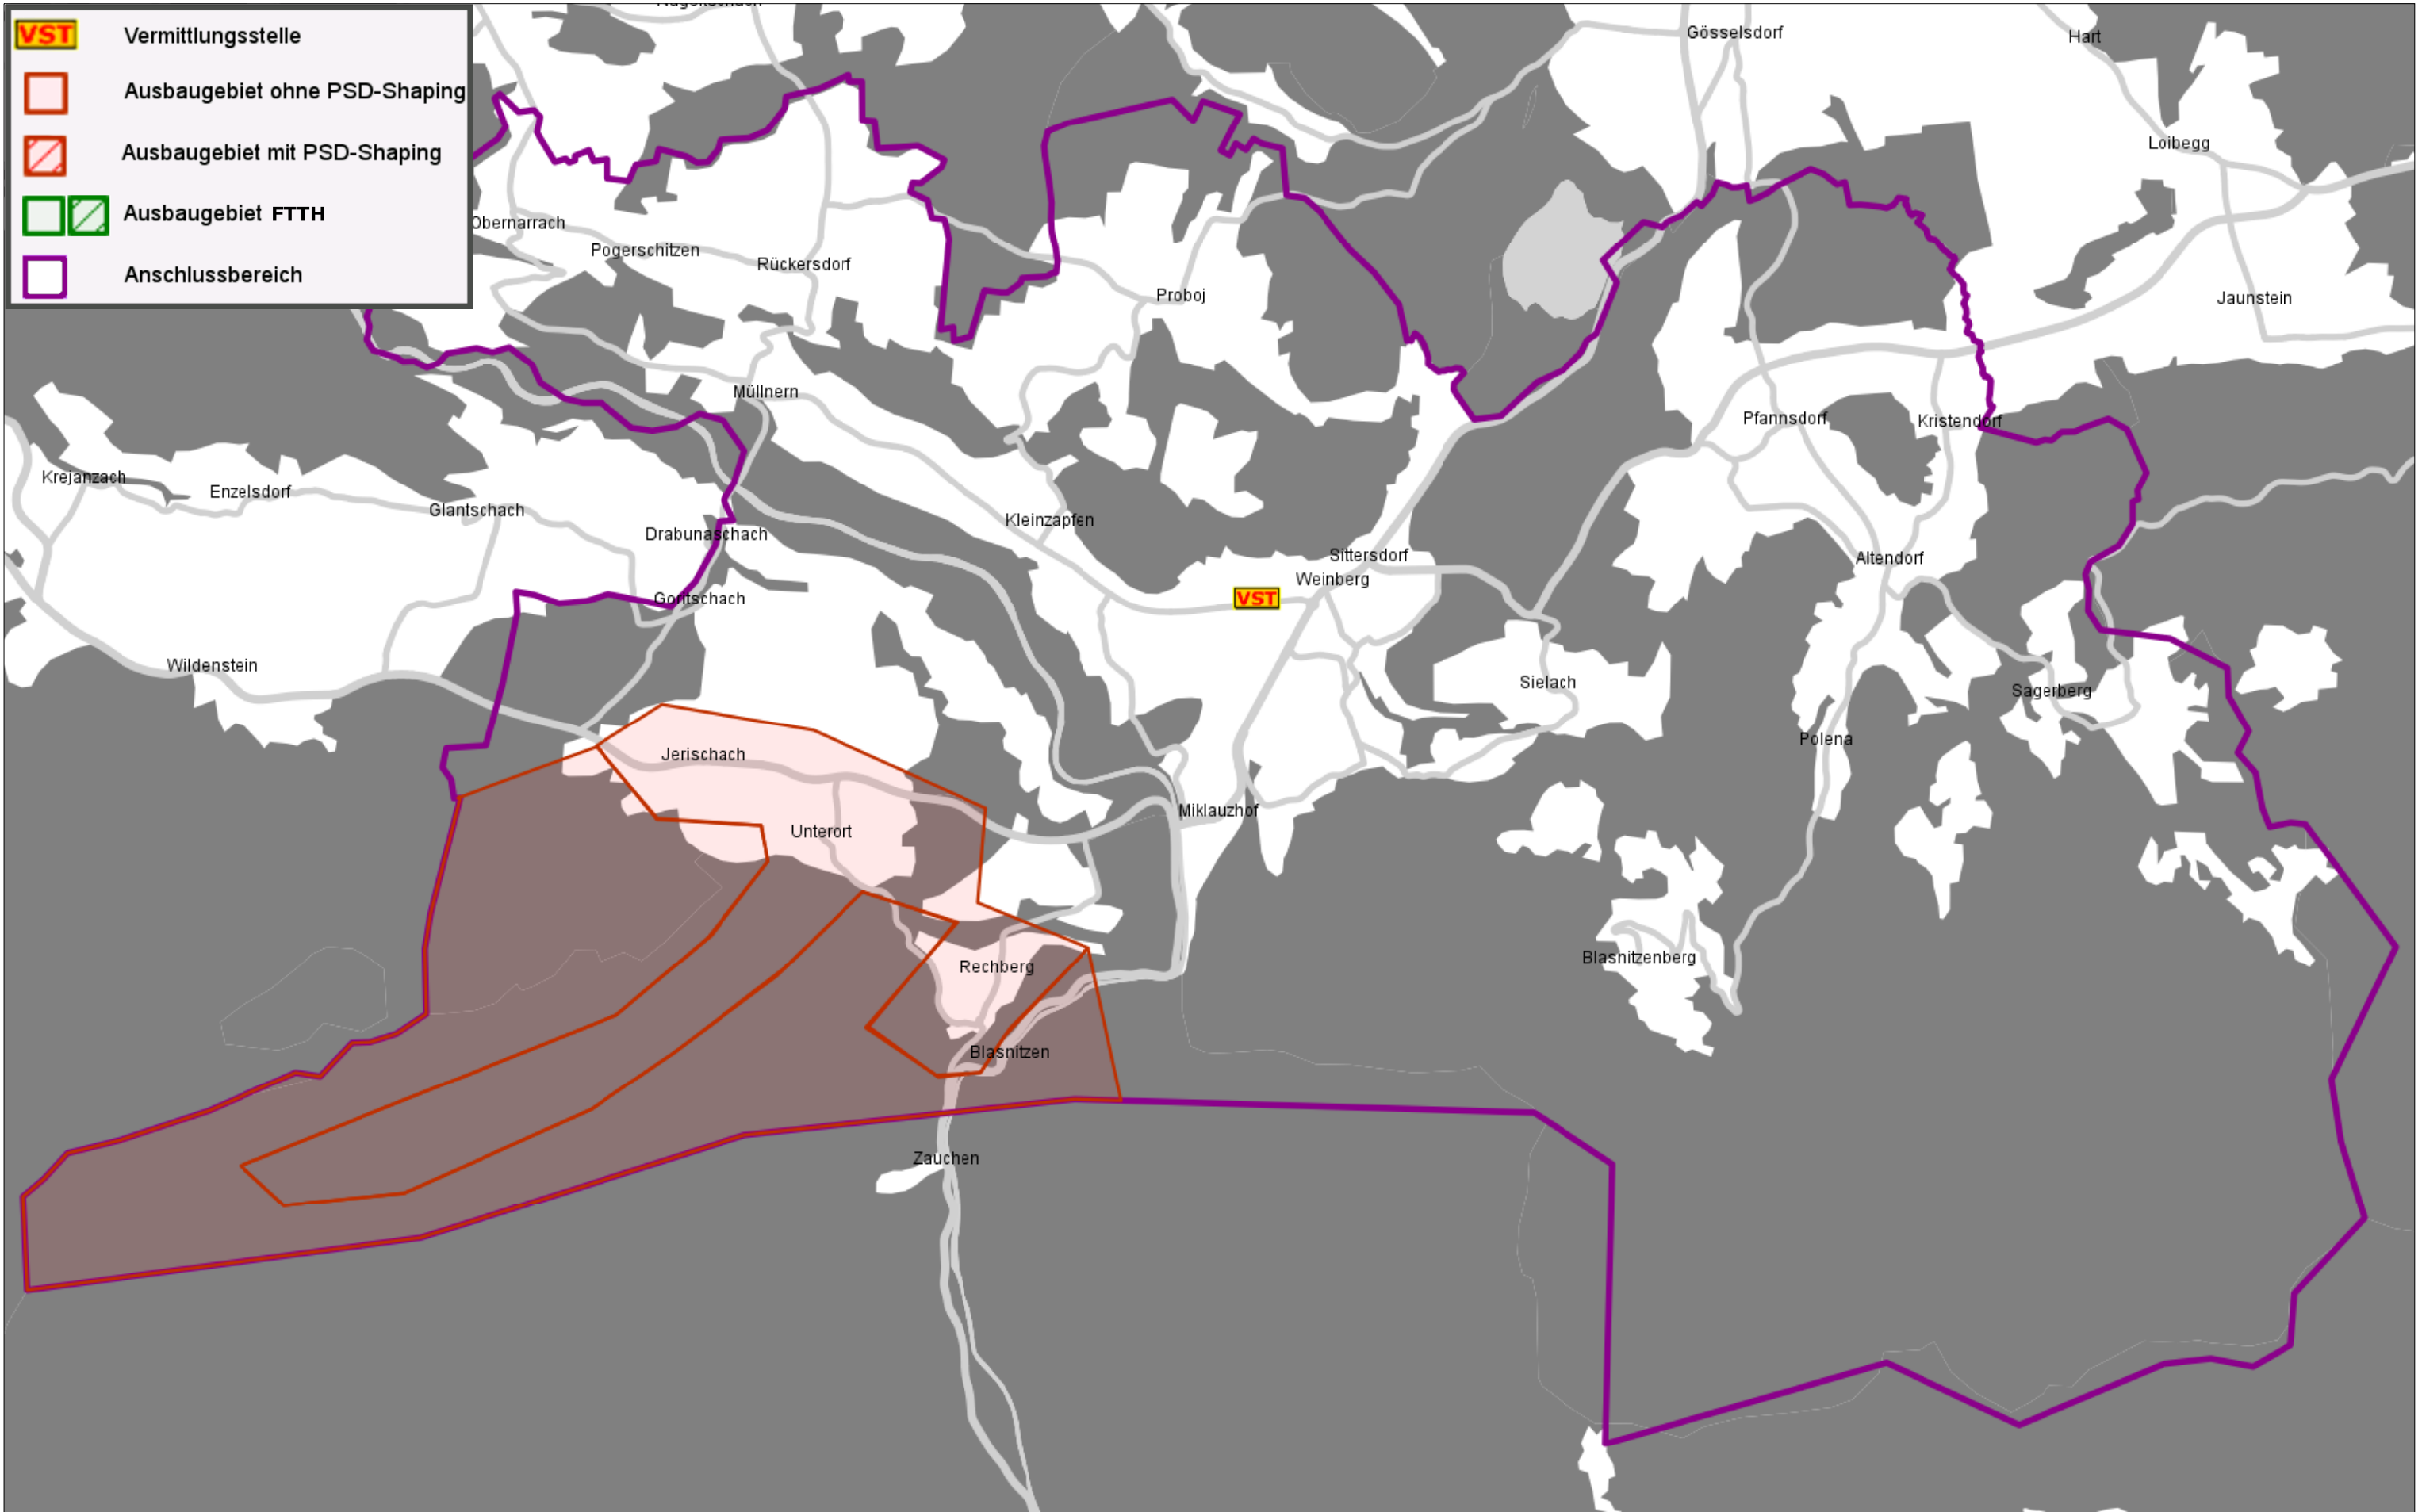 VST Vermittlungsstelle
Ausbaugebiet ohne PSD-Shaping
Ausbaugebiet mit PSD-Shaping
Ausbaugebiet FTTH
Anschlussbereich
Gösselsdorf
Hart
Loibegg
Obernarrach
Pogerschitzen
Rückersdorf
Proboj
Jaunstein
Müllnern
Pfannsdorf
Kristendorf
Krejanzach
Enzelsdorf
Glantschach
Kleinzapfen
Drabunaschach
Sittersdorf
Altendorf
Weinberg
VST
Goritschach
Wildenstein
Sielach
Sagerberg
Polena
Jerischach
Miklauzhof
Unterort
Blasnitzenberg
Rechberg
Blasnitzen
Zauchen